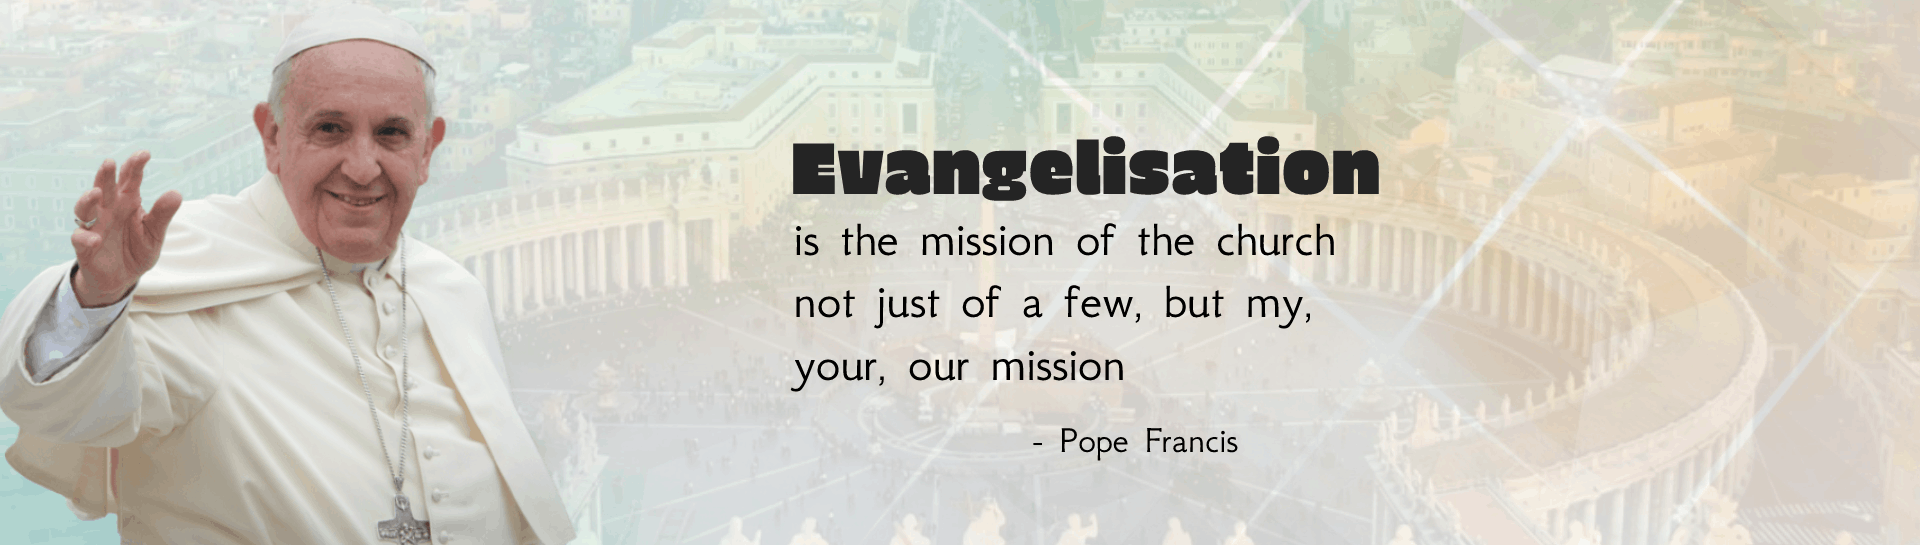 Evangelisation
is the mission of the church
not just of a few, but my,
your, our mission
- Pope Francis